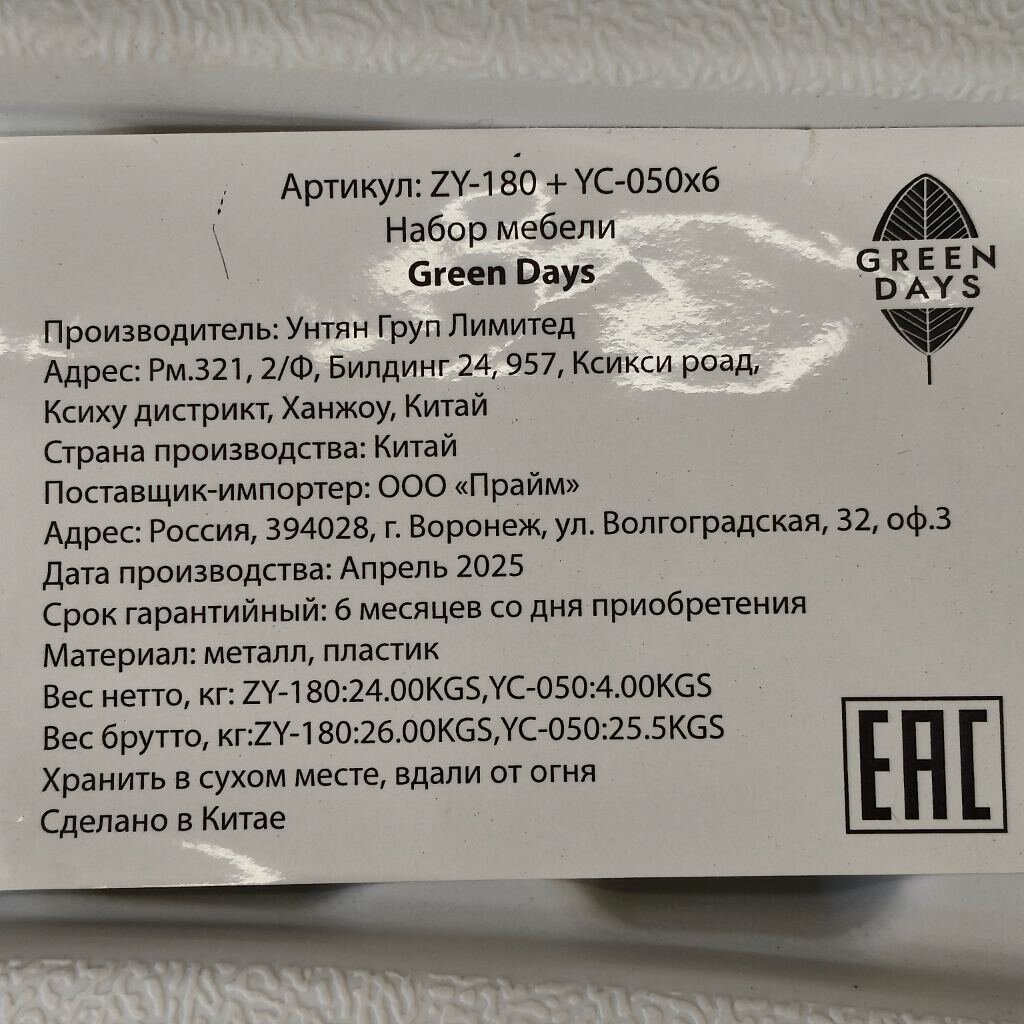 Артикул: ZY-180 + YC-050x6
Набор мебели
Green Days
GREEN
DAYS
Производитель: Унтян Груп Лимитед
Адрес: Рм.321, 2/Ф, Билдинг 24, 957, Ксикси роад,
Ксиху дистрикт, Ханжоу, Китай
Страна производства: Китай
Поставщик-импортер: ООО «Прайм»
Адрес: Россия, 394028, г. Воронеж, ул. Волгоградская, 32, оф.3
Дата производства: Апрель 2025
Срок гарантийный: 6 месяцев со дня приобретения
Материал: металл, пластик
Вес нетто, кг: ZY-180:24.00KGS,YC-050:4.00KGS
Вес брутто, кг:ZY-180:26.00KGS,YC-050:25.5KGS
Хранить в сухом месте, вдали от огня
Сделано в Китае
EAC